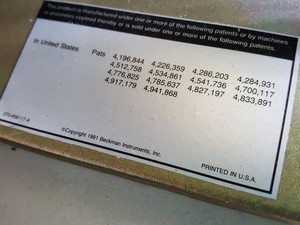 This product is manufactured under one or more of the following patents or by machines
or processes covered thereby or is sold under one or more of the following patents.
In United States Pats 4,196,844 4,226,359 4,286,203 4,284,931
4,512,758 4,534,861 4,541,736 4,700,117
4,776,825 4,785,637 4,827,197 4,833,891
4,917,179 4,941,868
©Copyright 1991 Beckman Instruments, Inc.
PRINTED IN U.S.A.